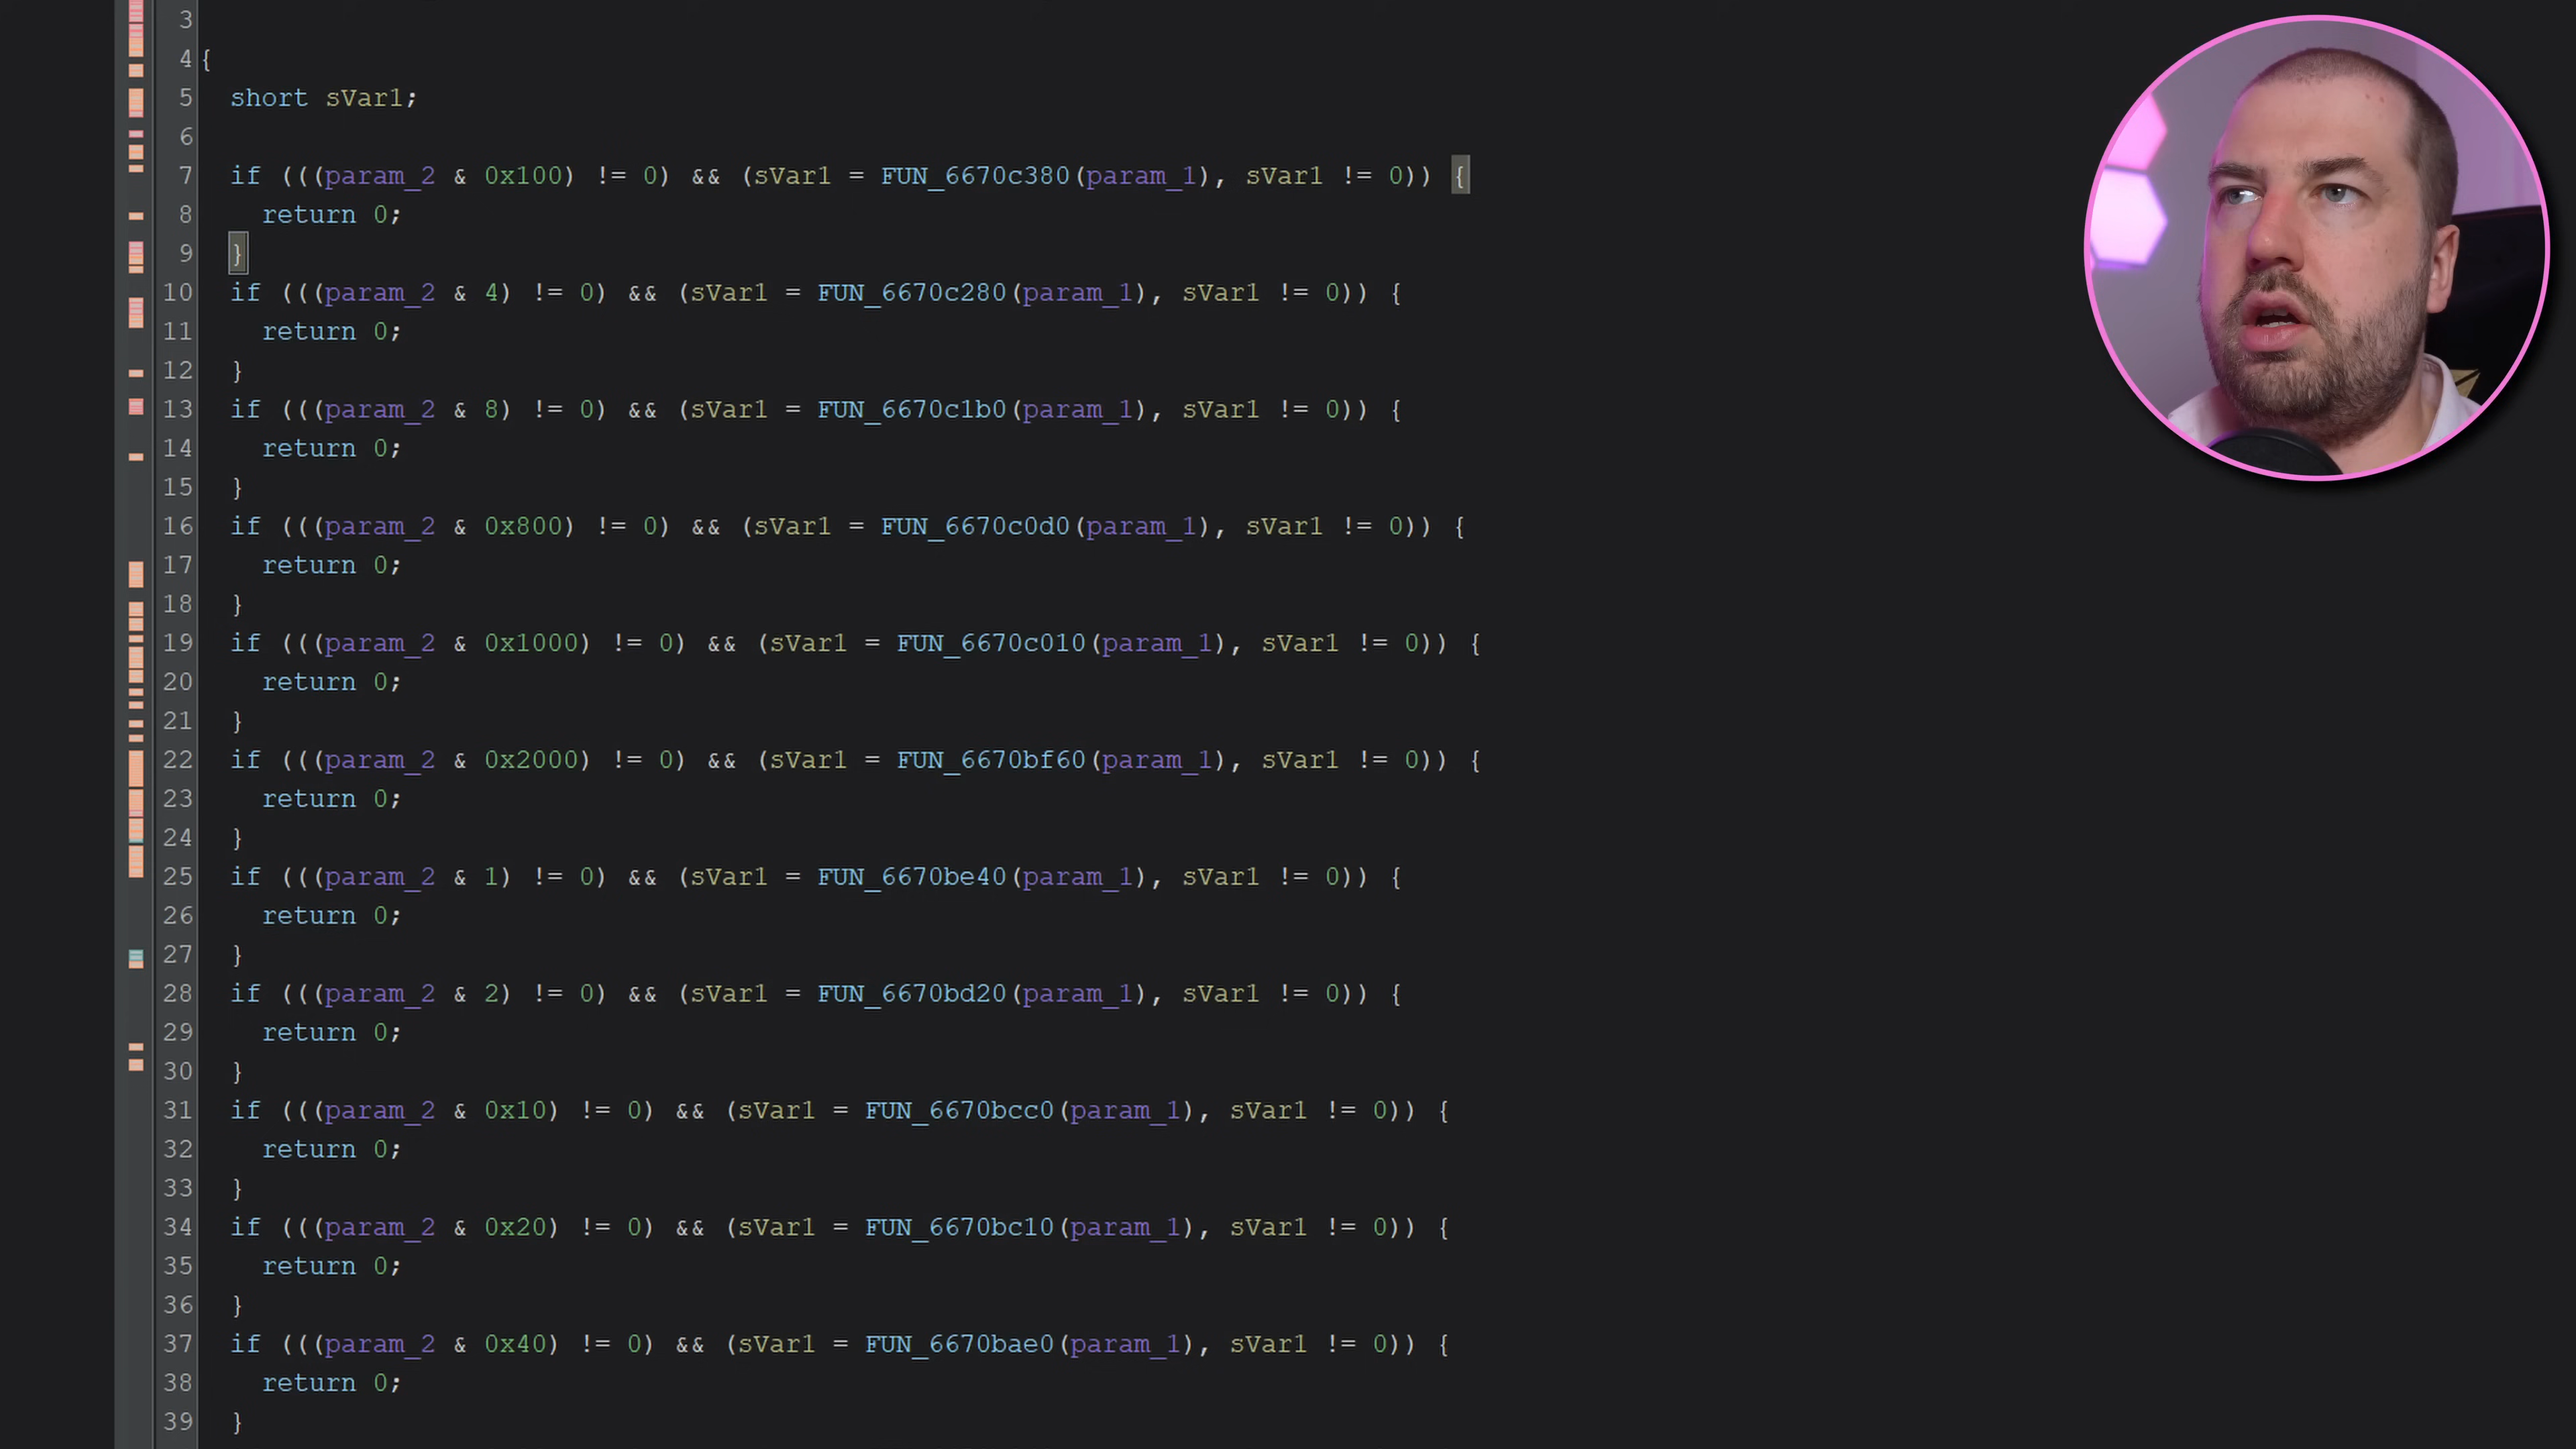 3
4 {
5 short sVar1;
6
7 if (((param_2 & 0x100) != 0) && (sVar1 = FUN_6670c380(param_1), sVar1 != 0)) {
8 return 0;
9 }
10 if (((param_2 & 4) != 0) && (sVar1 = FUN_6670c280(param_1), sVar1 != 0)) {
11 return 0;
12 }
13 if (((param_2 & 8) != 0) && (sVar1 = FUN_6670c1b0(param_1), sVar1 != 0)) {
14 return 0;
15 }
16 if (((param_2 & 0x800) != 0) && (sVar1 = FUN_6670c0d0(param_1), sVar1 != 0)) {
17 return 0;
18 }
19 if (((param_2 & 0x1000) != 0) && (sVar1 = FUN_6670c010(param_1), sVar1 != 0)) {
20 return 0;
21 }
22 if (((param_2 & 0x2000) != 0) && (sVar1 = FUN_6670bf60(param_1), sVar1 != 0)) {
23 return 0;
24 }
25 if (((param_2 & 1) != 0) && (sVar1 = FUN_6670be40(param_1), sVar1 != 0)) {
26 return 0;
27 }
28 if (((param_2 & 2) != 0) && (sVar1 = FUN_6670bd20(param_1), sVar1 != 0)) {
29 return 0;
30 }
31 if (((param_2 & 0x10) != 0) && (sVar1 = FUN_6670bcc0(param_1), sVar1 != 0)) {
32 return 0;
33 }
34 if (((param_2 & 0x20) != 0) && (sVar1 = FUN_6670bc10(param_1), sVar1 != 0)) {
35 return 0;
36 }
37 if (((param_2 & 0x40) != 0) && (sVar1 = FUN_6670bae0(param_1), sVar1 != 0)) {
38 return 0;
39 }